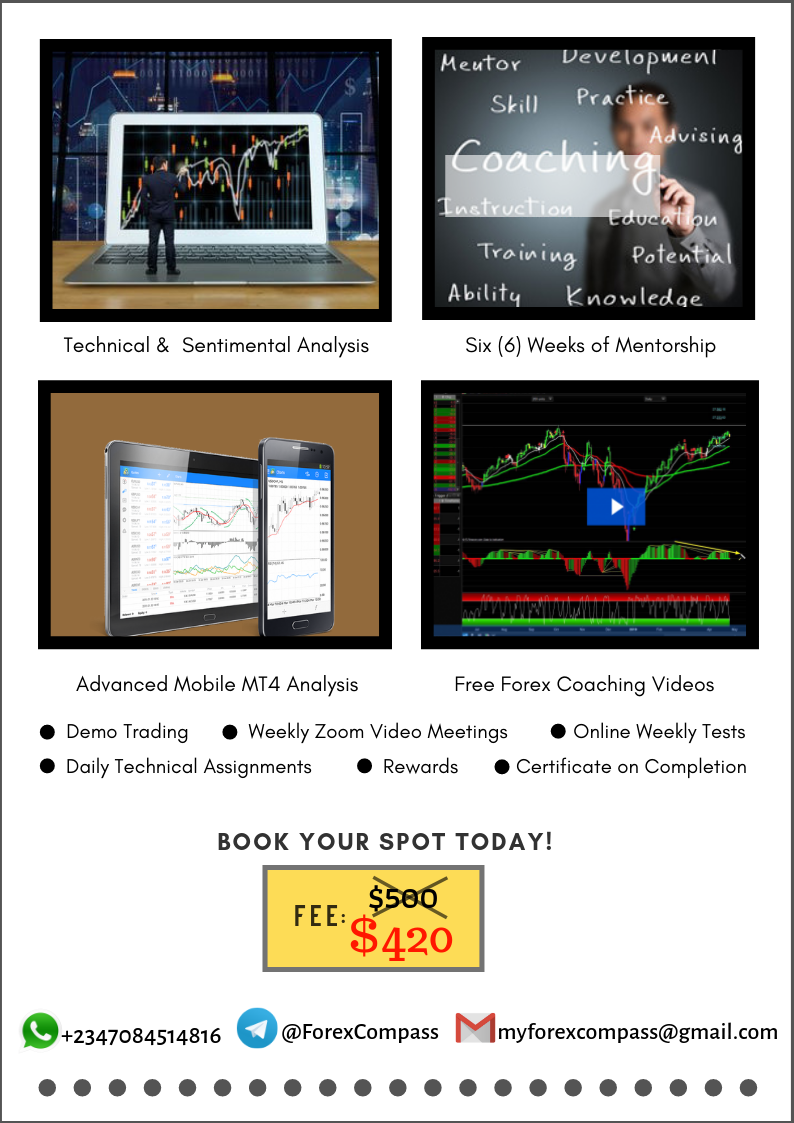 Mentor
Development
Skill
Practice
Advising
Coaching
Instruction
Education
Training
Potential
Ability
Knowledge
Technical &  Sentimental Analysis
Six (6) Weeks of Mentorship
Advanced Mobile MT4 Analysis
Free Forex Coaching Videos
● Demo Trading ● Weekly Zoom Video Meetings ● Online Weekly Tests
● Daily Technical Assignments ● Rewards ● Certificate on Completion
BOOK YOUR SPOT TODAY!
$500
FEE:
$420
+2347084514816 @ForexCompass myforexcompass@gmail.com